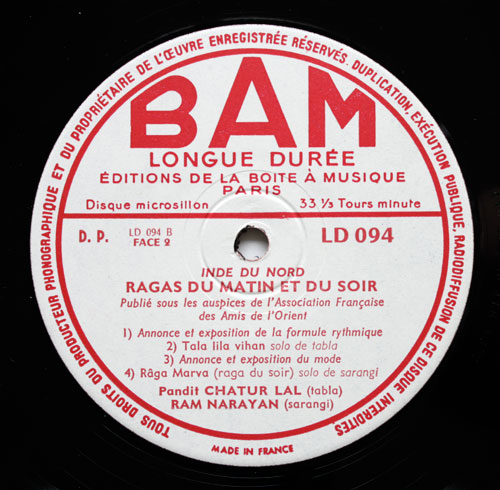 TOUS DROITS DU PRODUCTEUR PHONOGRAPHIQUE ET DU PROPRIÉTAIRE DE L'ŒUVRE ENREGISTRÉE RÉSERVÉS. DUPLICATION, EXÉCUTION PUBLIQUE, RADIODIFFUSION DE CE DISQUE INTERDITES
BAM
LONGUE DURÉE
ÉDITIONS DE LA BOITE À MUSIQUE
PARIS
Disque microsillon 33 ⅓ Tours minute
D. P. LD 094 B LD 094
FACE 2
INDE DU NORD
RAGAS DU MATIN ET DU SOIR
Publié sous les auspices de l'Association Française
des Amis de l'Orient
1) Annonce et exposition de la formule rythmique
2) Tala lila vihan solo de tabla
3) Annonce et exposition du mode
4) Râga Marva (raga du soir) solo de sarangi
Pandit CHATUR LAL (tabla)
RAM NARAYAN (sarangi)
MADE IN FRANCE